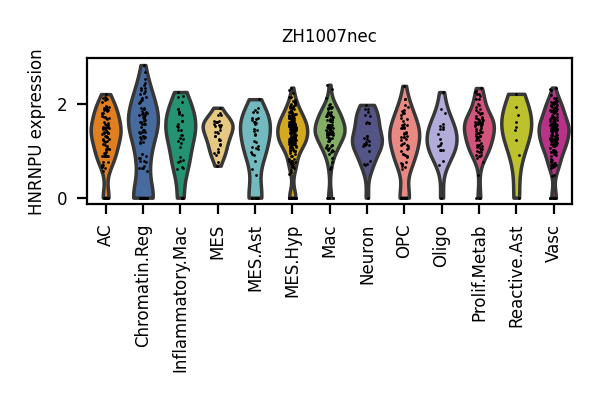 ZH1007nec
HNRNPU expression
2
0
AC
Chromatin.Reg
Inflammatory.Mac
MES
MES.Ast
MES.Hyp
Mac
Neuron
OPC
Oligo
Prolif.Metab
Reactive.Ast
Vasc